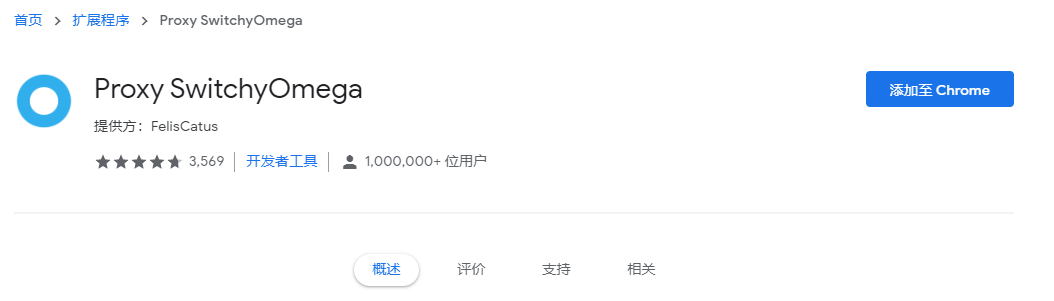 首页 > 扩展程序 > Proxy SwitchyOmega
Proxy SwitchyOmega
添加至 Chrome
提供方：FelisCatus
3,569 开发者工具 1,000,000+ 位用户
概述 评价 支持 相关